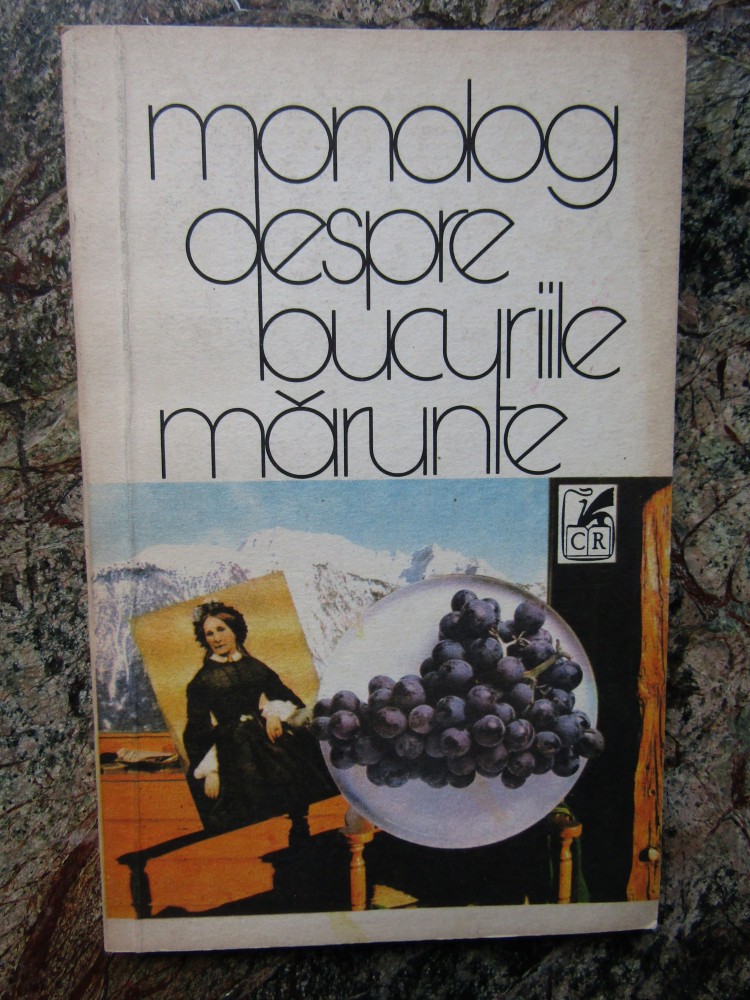 monolog
despre
bucuriile
mărunte
CR